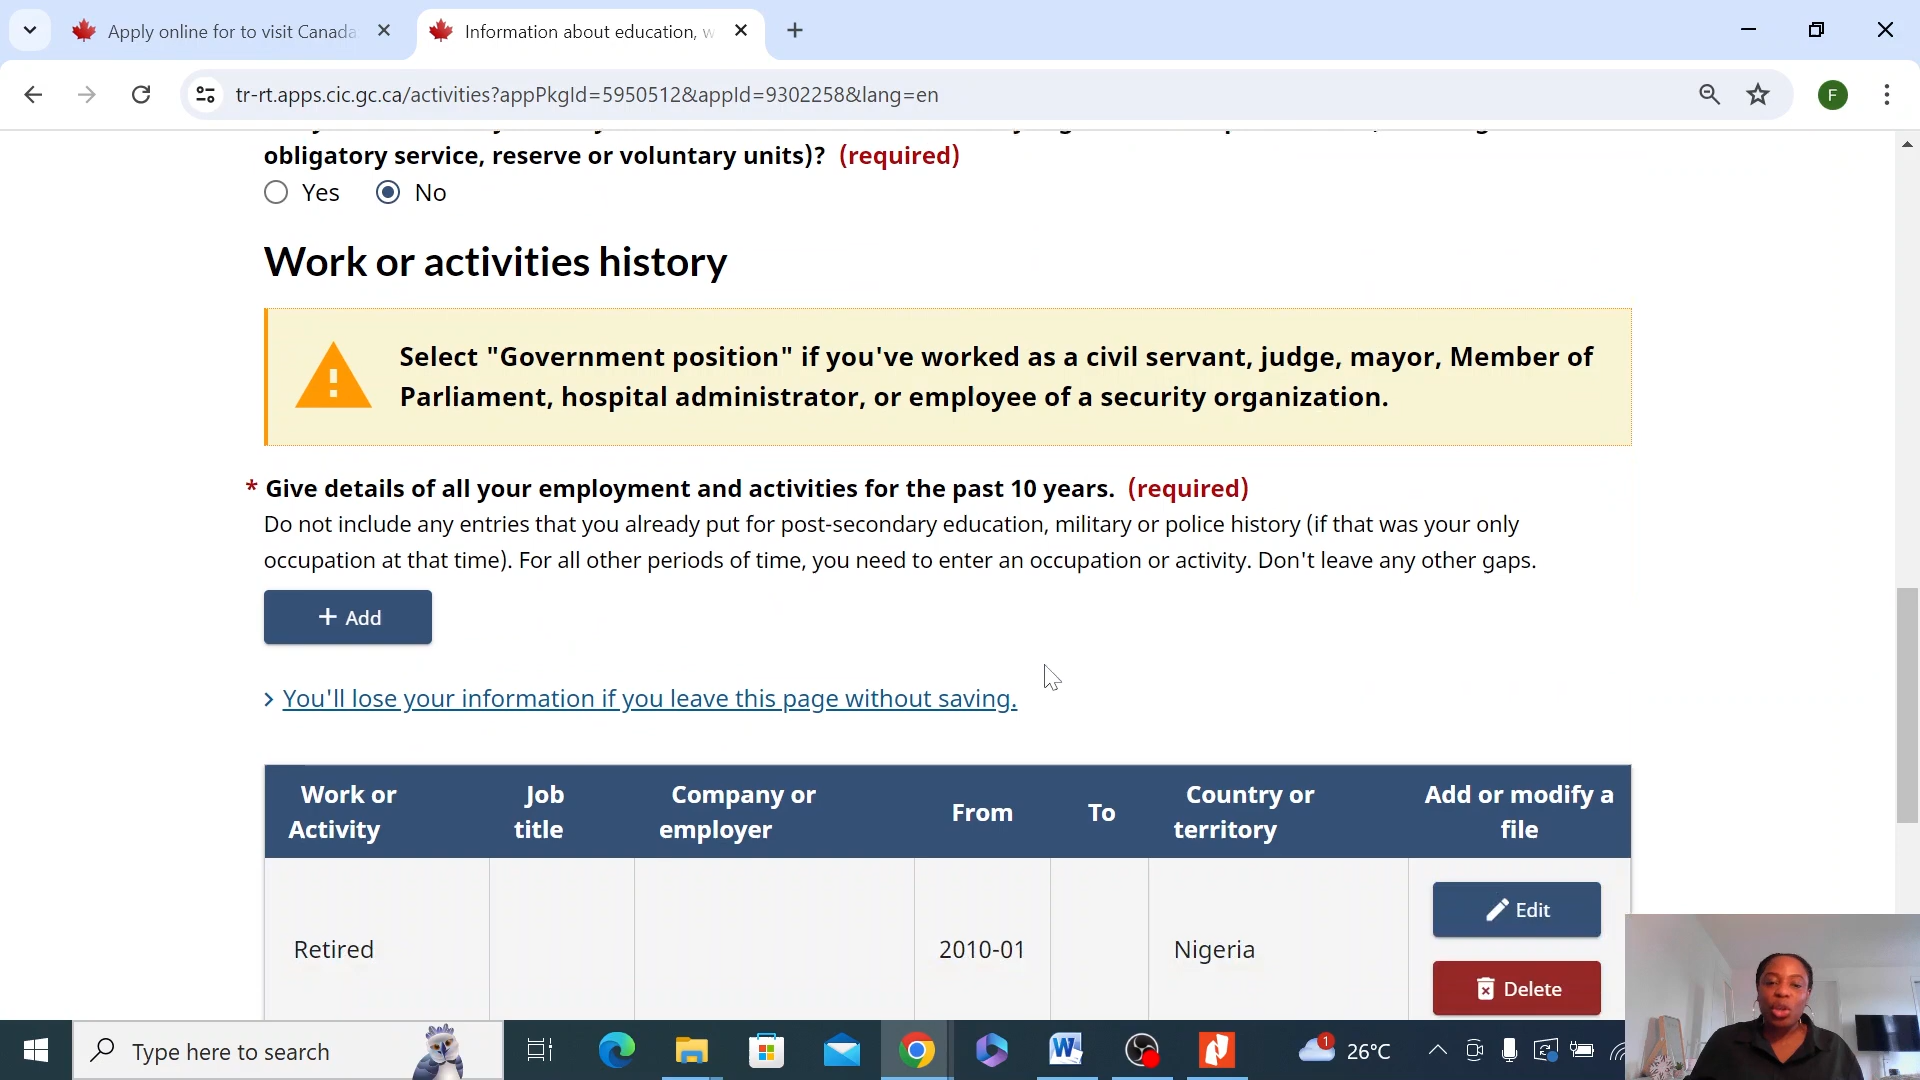 Apply online for to visit Canada
Information about education, w
tr-rt.apps.cic.gc.ca/activities?appPkgId=5950512&appId=9302258&lang=en
F
obligatory service, reserve or voluntary units)? (required)
Yes No
Work or activities history
Select "Government position" if you've worked as a civil servant, judge, mayor, Member of
Parliament, hospital administrator, or employee of a security organization.
* Give details of all your employment and activities for the past 10 years. (required)
Do not include any entries that you already put for post-secondary education, military or police history (if that was your only
occupation at that time). For all other periods of time, you need to enter an occupation or activity. Don't leave any other gaps.
+ Add
> You'll lose your information if you leave this page without saving.
Work or Activity
Job title
Company or employer
From
To
Country or territory
Add or modify a file
Retired 2010-01 Nigeria
Edit
Delete
Type here to search
1
26°C